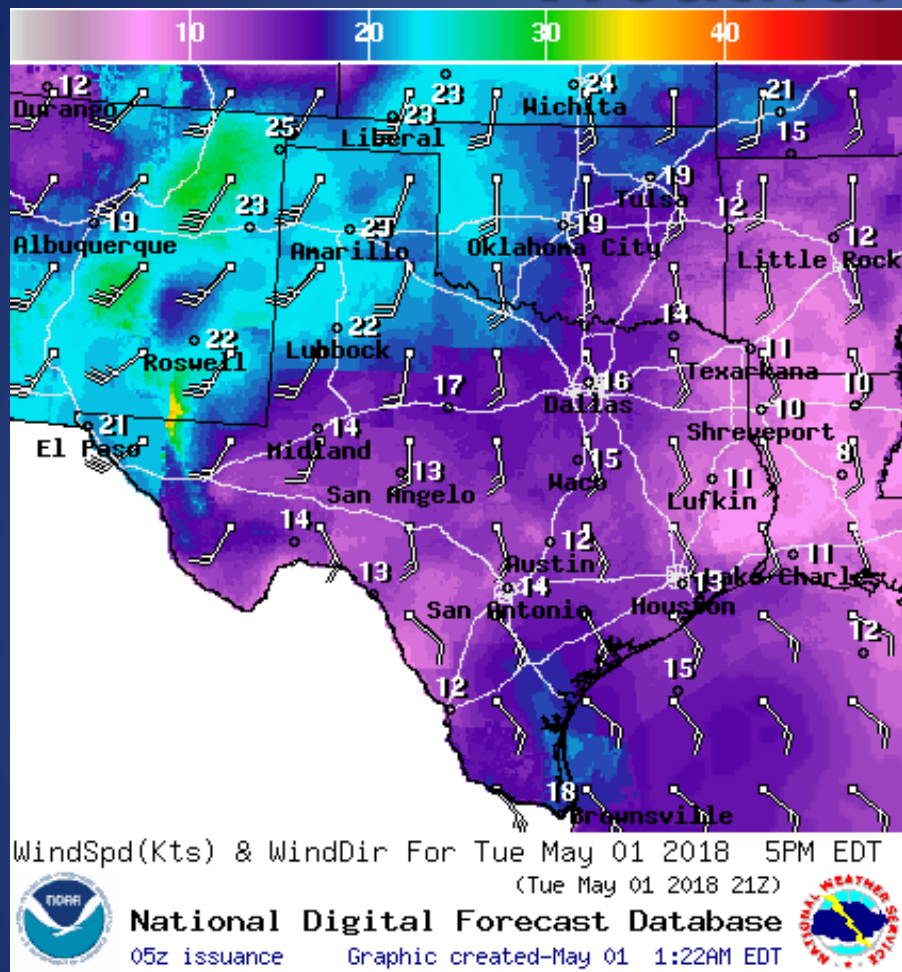 10 20 30 40
12 23 24
Durango 23 Wichita 21
25 Liberal 15
19 23 23 19 19 12 12
Tulsa
Albuquerque Amarillo Oklahoma City Little Rock
22 22 14
Roswell Lubbock Texarkana 11
17 16 10 10
Dallas
21 14 Shreveport
El Paso Midland 13 15 11 8
San Angelo Waco Lufkin
14 12 11
13 Austin Lake Charles
14 13
San Antonio Houston
12 15 12
18
Brownsville
WindSpd(Kts) & WindDir For Tue May 01 2018 5PM EDT
(Tue May 01 2018 21Z)
NOAA
National Digital Forecast Database
05z issuance Graphic created-May 01 1:22AM EDT
NATIONAL WEATHER SERVICE